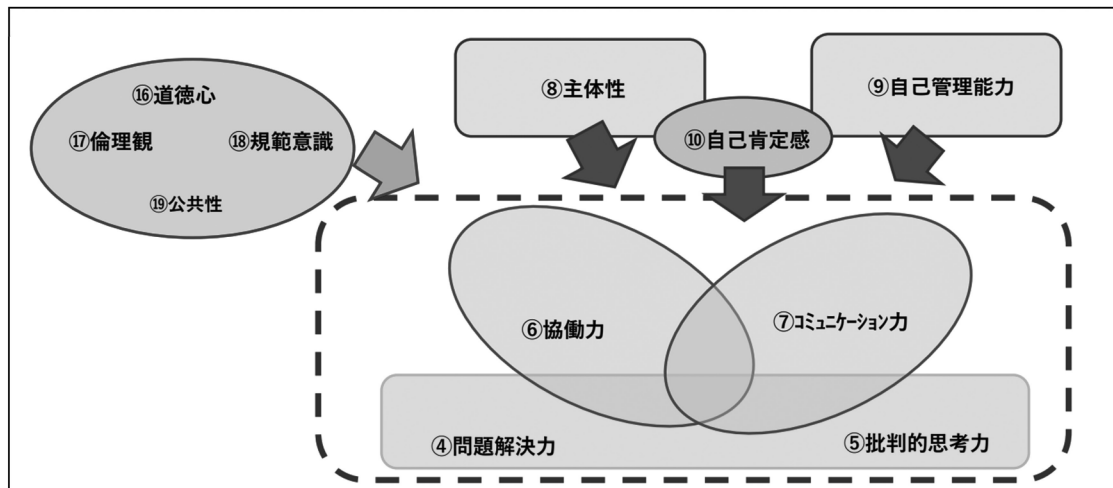 ⑯道徳心
⑰倫理観
⑱規範意識
⑲公共性
⑧主体性
⑨自己管理能力
⑩自己肯定感
⑥協働力
⑦ｺﾐｭﾆｹｰｼｮﾝ力
④問題解決力
⑤批判的思考力